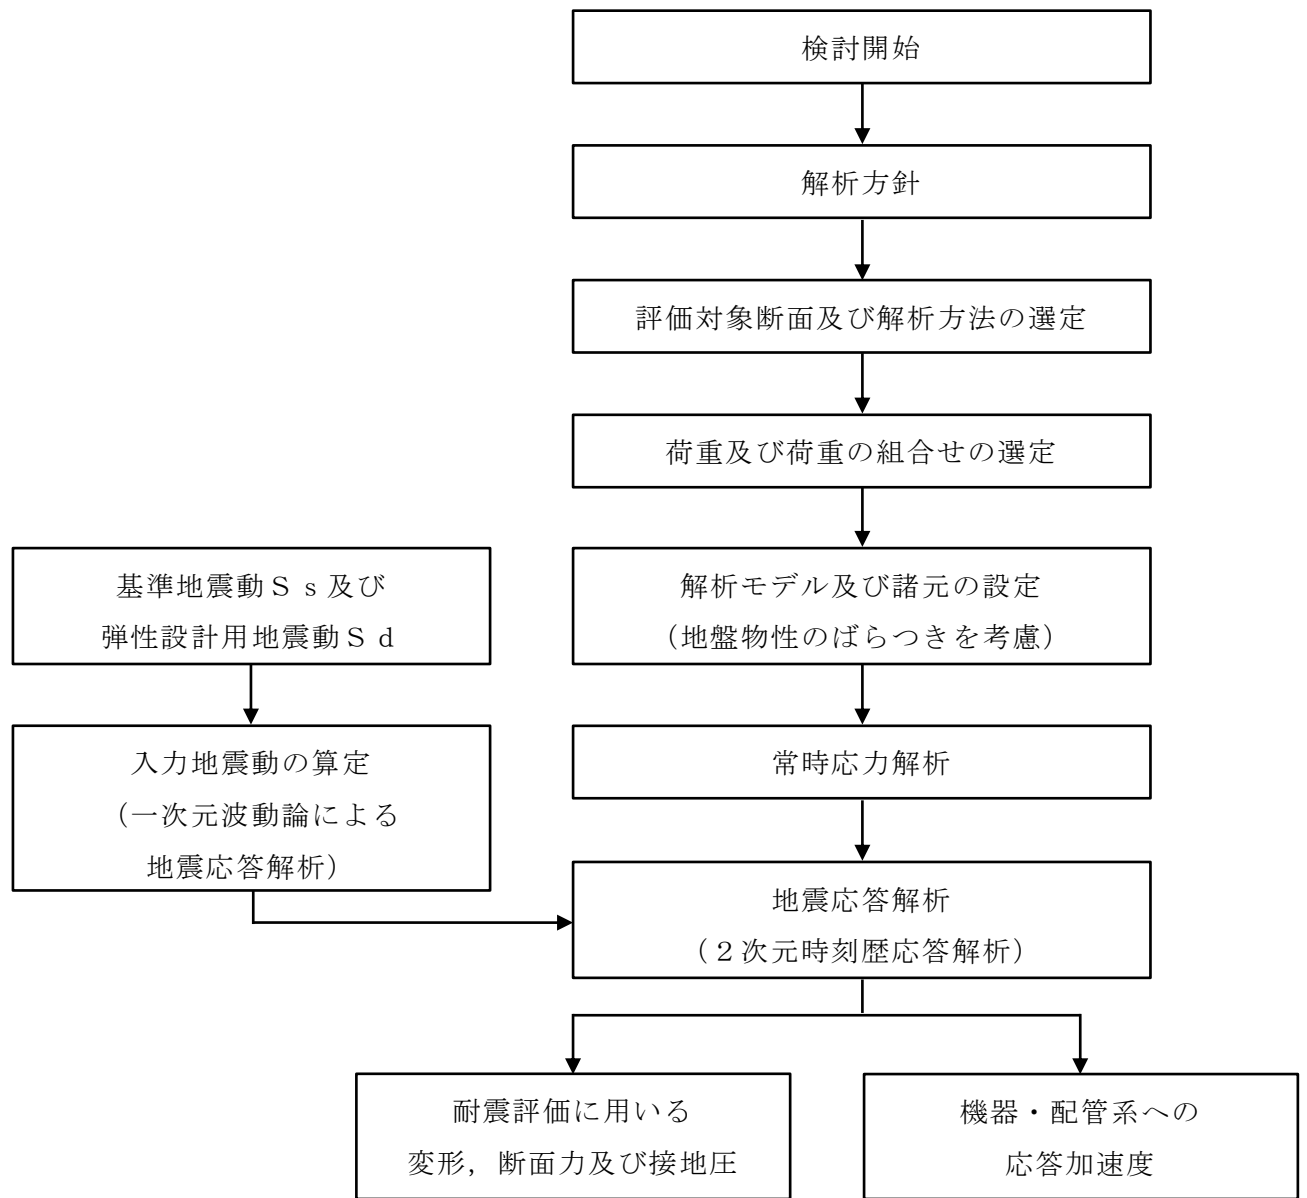 検討開始
解析方針
評価対象断面及び解析方法の選定
荷重及び荷重の組合せの選定
基準地震動Ｓｓ及び
弾性設計用地震動Ｓｄ
解析モデル及び諸元の設定
（地盤物性のばらつきを考慮）
入力地震動の算定
（一次元波動論による
地震応答解析）
常時応力解析
地震応答解析
（２次元時刻歴応答解析）
耐震評価に用いる
変形，断面力及び接地圧
機器・配管系への
応答加速度